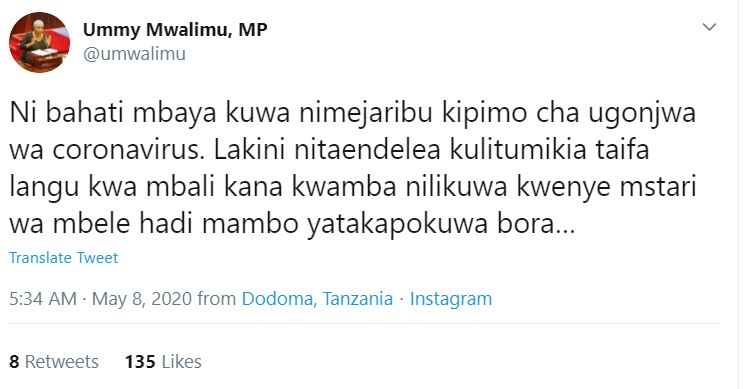 Ummy Mwalimu, MP
@umwalimu
Ni bahati mbaya kuwa nimejaribu kipimo cha ugonjwa
wa coronavirus. Lakini nitaendelea kulitumikia taifa
langu kwa mbali kana kwamba nilikuwa kwenye mstari
wa mbele hadi mambo yatakapokuwa bora...
Translate Tweet
5:34 AM · May 8, 2020 from Dodoma, Tanzania · Instagram
8 Retweets 135 Likes